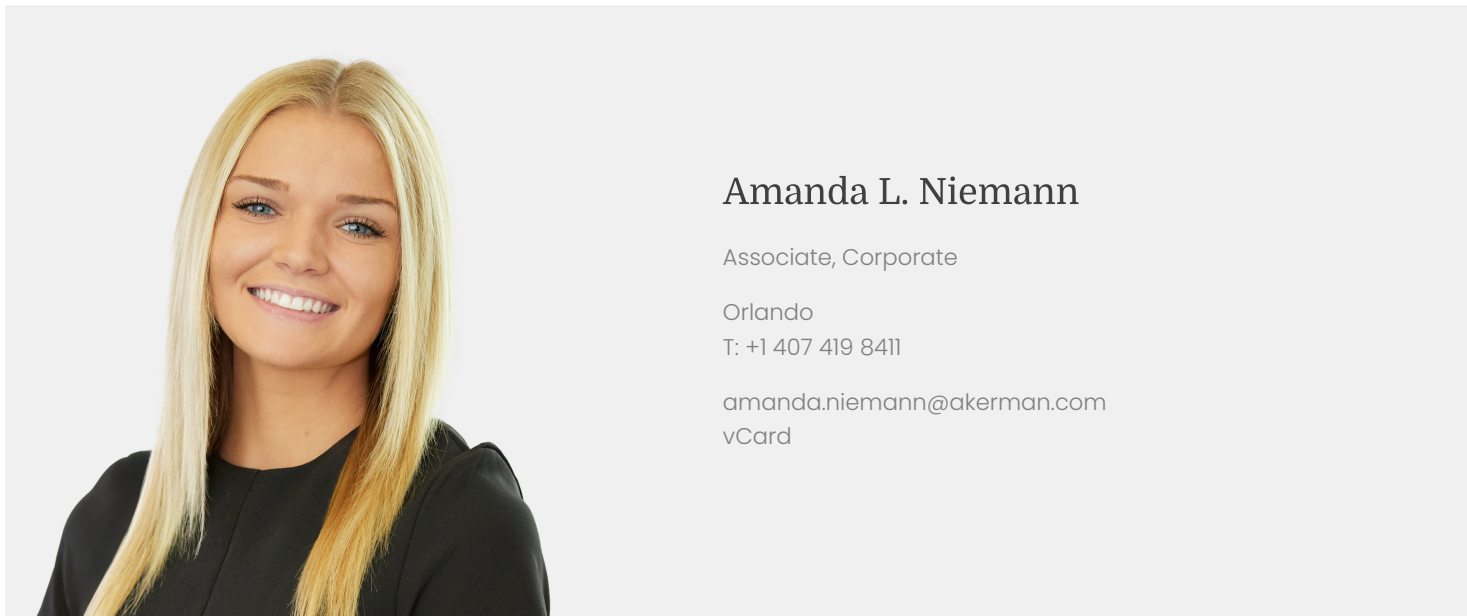 Amanda L. Niemann
Associate, Corporate
Orlando
T: +1 407 419 8411
amanda.niemann@akerman.com
vCard